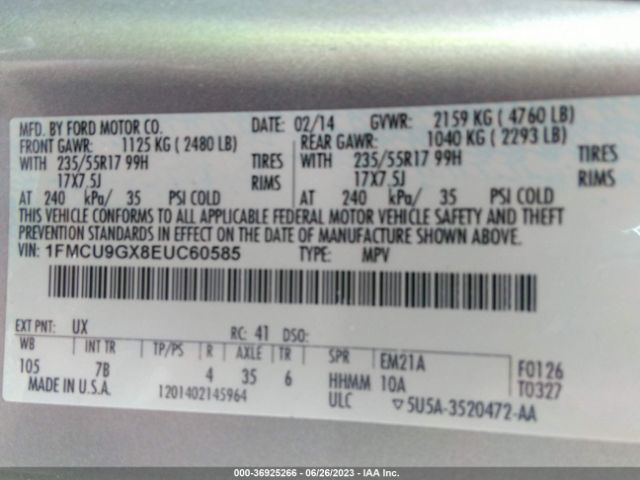 MFD. BY FORD MOTOR CO. DATE: 02/14 GVWR: 2159 KG ( 4760 LB)
FRONT GAWR: 1125 KG ( 2480 LB) REAR GAWR: 1040 KG ( 2293 LB)
WITH 235/55R17 99H TIRES WITH 235/55R17 99H TIRES
17X7.5J RIMS 17X7.5J RIMS
AT 240 kPa/ 35 PSI COLD AT 240 kPa/ 35 PSI COLD
THIS VEHICLE CONFORMS TO ALL APPLICABLE FEDERAL MOTOR VEHICLE SAFETY AND THEFT
PREVENTION STANDARDS IN EFFECT ON THE DATE OF MANUFACTURE SHOWN ABOVE.
VIN: 1FMCU9GX8EUC60585 TYPE: MPV
EXT PNT: UX RC: 41 DSO:
WB INT TR TP/PS R AXLE TR SPR EM21A F0126
105 7B 4 35 6 HHMM 10A T0327
MADE IN U.S.A. 1201402145964 ULC ▽5U5A-3520472-AA
000-36925266 - 06/26/2023 - IAA Inc.